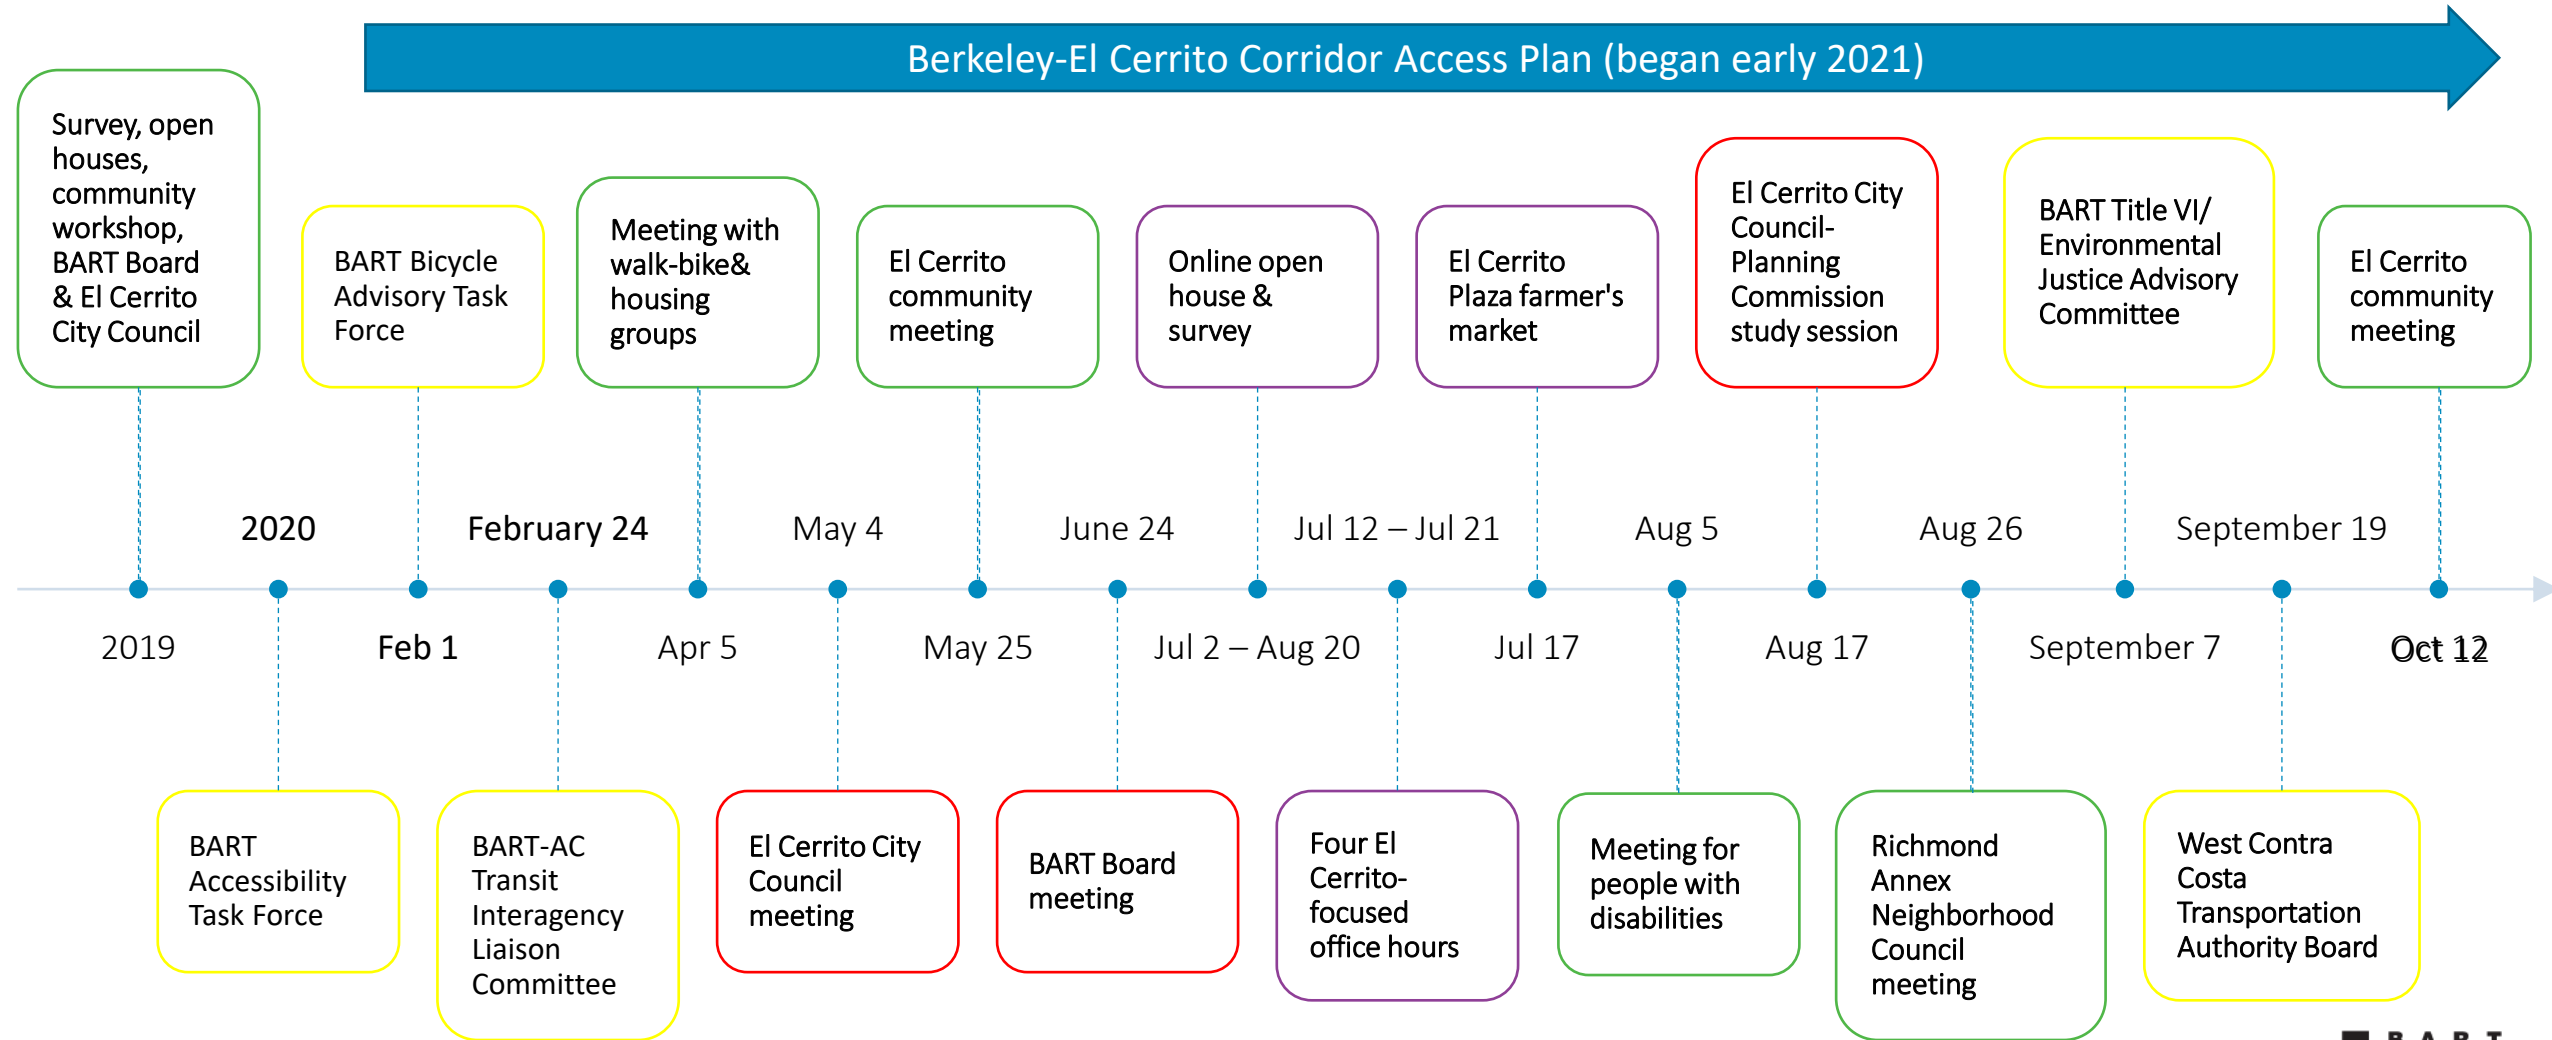 Berkeley-El Cerrito Corridor Access Plan (began early 2021)
Survey, open
houses,
community
workshop,
BART Board
& El Cerrito
City Council
BART Bicycle
Advisory Task
Force
Meeting with
walk-bike&
housing
groups
El Cerrito
community
meeting
Online open
house &
survey
El Cerrito
Plaza farmer's
market
El Cerrito City
Council-
Planning
Commission
study session
BART Title VI/
Environmental
Justice Advisory
Committee
El Cerrito
community
meeting
2020
February 24
May 4
June 24
Jul 12 – Jul 21
Aug 5
Aug 26
September 19
2019
Feb 1
Apr 5
May 25
Jul 2 – Aug 20
Jul 17
Aug 17
September 7
Oct 12
BART
Accessibility
Task Force
BART-AC
Transit
Interagency
Liaison
Committee
El Cerrito City
Council
meeting
BART Board
meeting
Four El
Cerrito-
focused
office hours
Meeting for
people with
disabilities
Richmond
Annex
Neighborhood
Council
meeting
West Contra
Costa
Transportation
Authority Board
BART